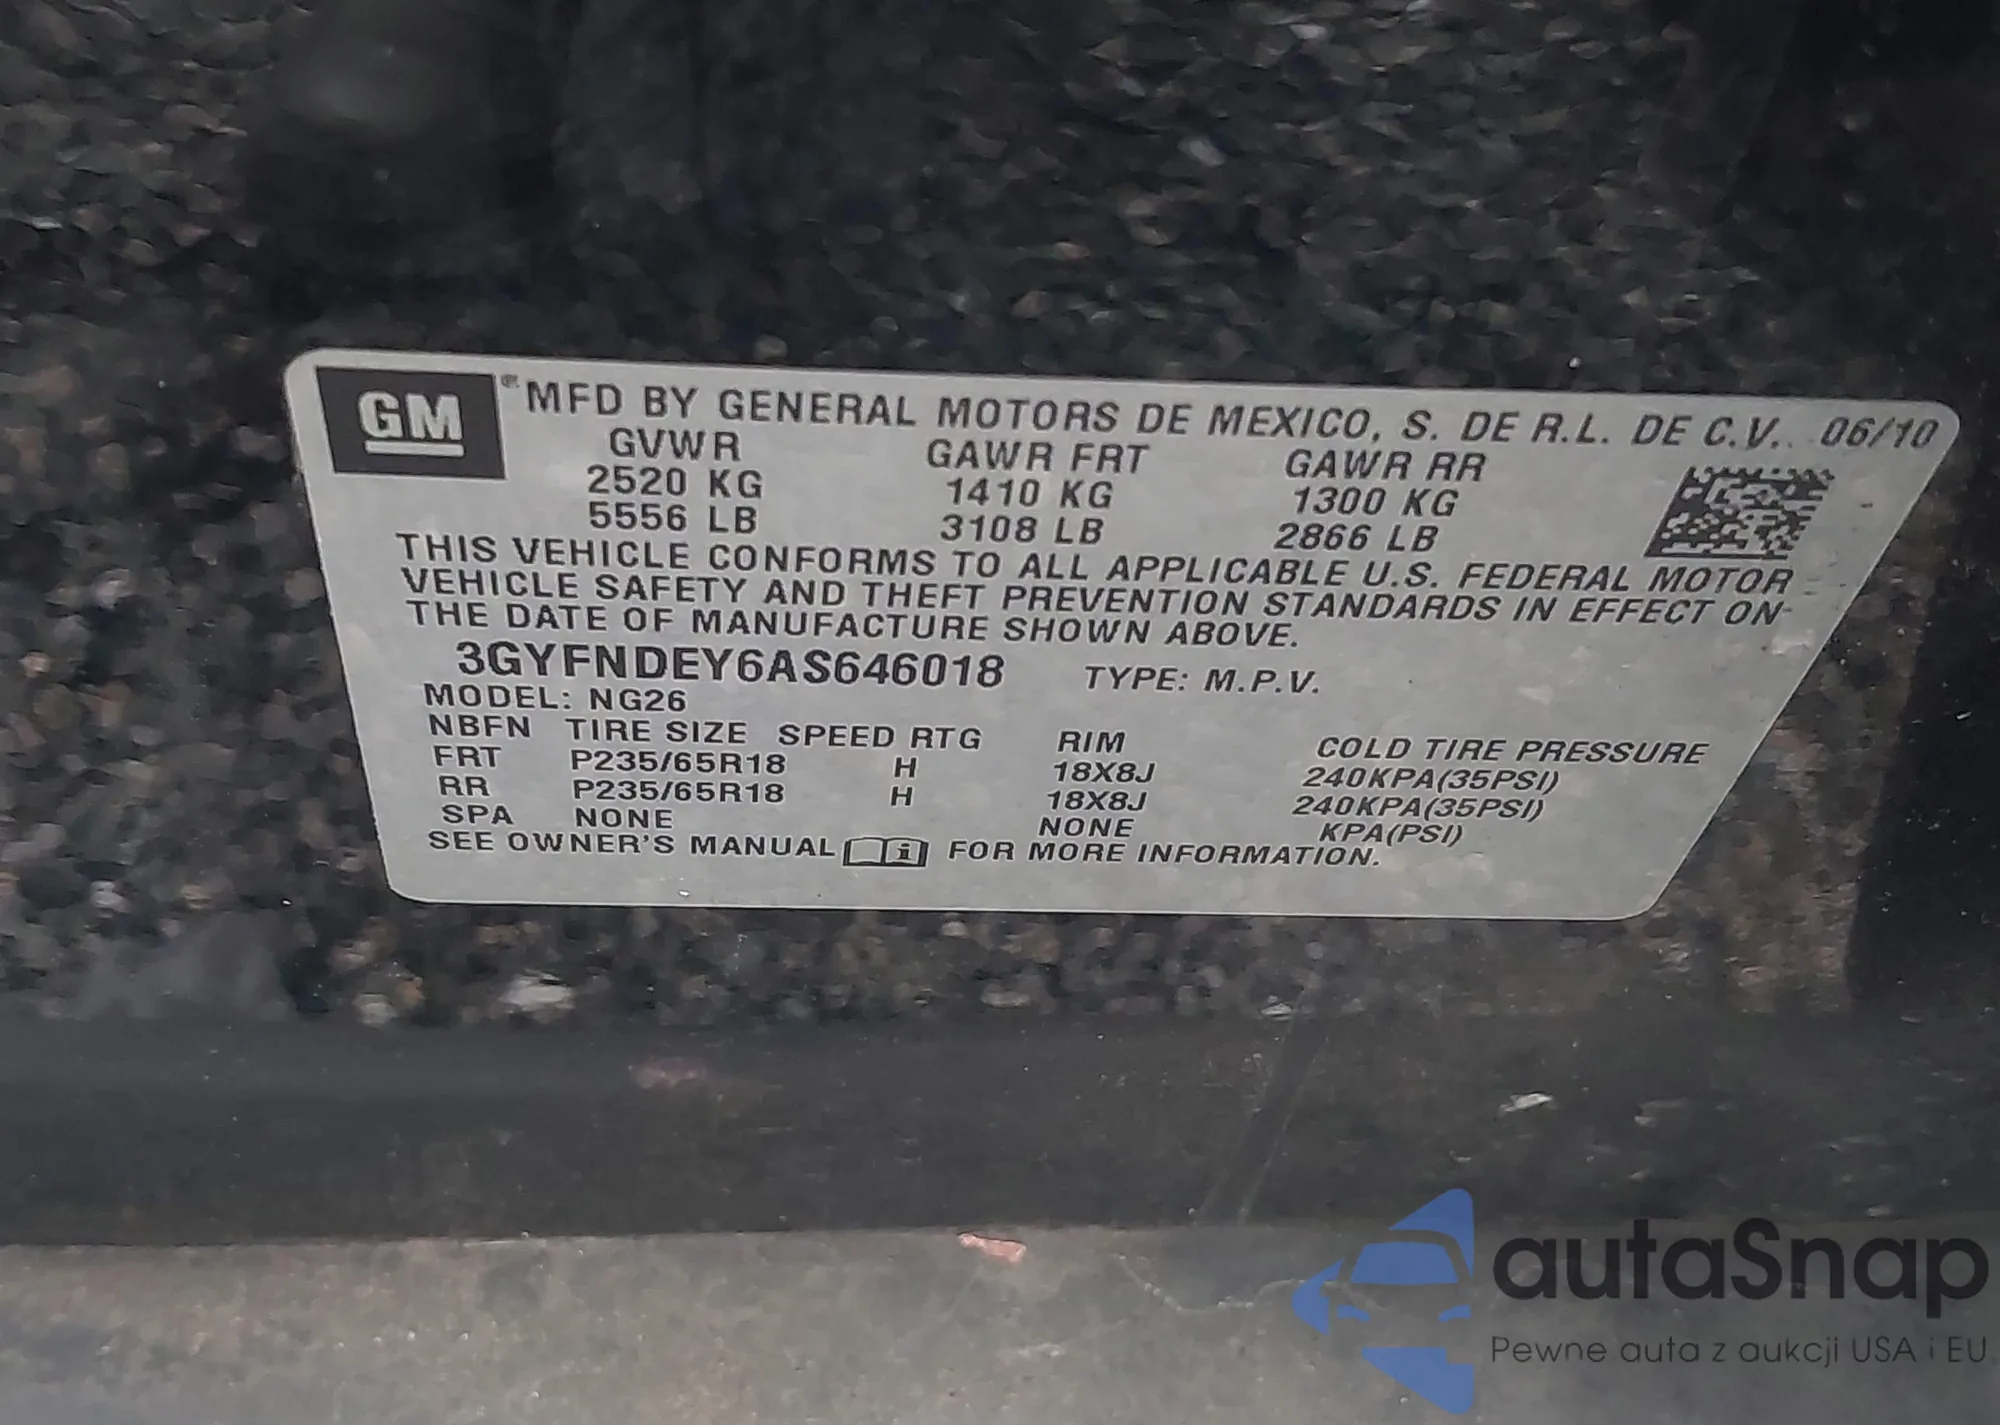 GM ® MFD BY GENERAL MOTORS DE MEXICO, S. DE R.L. DE C.V. 06/10
GVWR GAWR FRT GAWR RR
2520 KG 1410 KG 1300 KG
5556 LB 3108 LB 2866 LB
THIS VEHICLE CONFORMS TO ALL APPLICABLE U.S. FEDERAL MOTOR
VEHICLE SAFETY AND THEFT PREVENTION STANDARDS IN EFFECT ON
THE DATE OF MANUFACTURE SHOWN ABOVE.
3GYFNDEY6AS646018 TYPE: M.P.V.
MODEL: NG26
NBFN TIRE SIZE SPEED RTG RIM COLD TIRE PRESSURE
FRT P235/65R18 H 18X8J 240KPA(35PSI)
RR P235/65R18 H 18X8J 240KPA(35PSI)
SPA NONE NONE KPA(PSI)
SEE OWNER'S MANUAL i FOR MORE INFORMATION.
autaSnap
Pewne auta z aukcji USA i EU